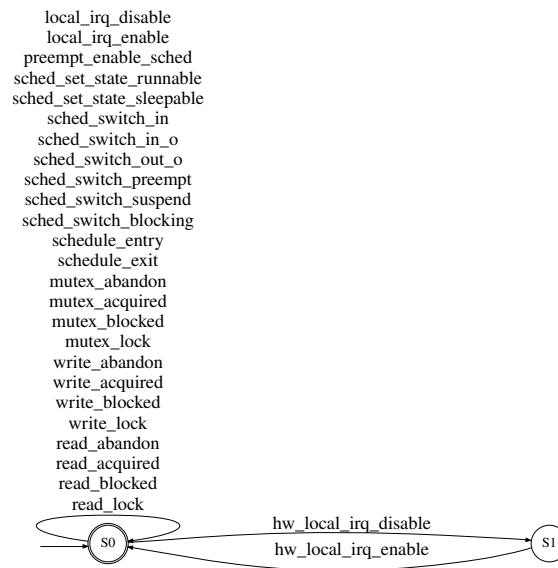 local_irq_disable
local_irq_enable
preempt_enable_sched
sched_set_state_runnable
sched_set_state_sleepable
sched_switch_in
sched_switch_in_o
sched_switch_out_o
sched_switch_preempt
sched_switch_suspend
sched_switch_blocking
schedule_entry
schedule_exit
mutex_abandon
mutex_acquired
mutex_blocked
mutex_lock
write_abandon
write_acquired
write_blocked
write_lock
read_abandon
read_acquired
read_blocked
read_lock
hw_local_irq_disable
S0
S1
hw_local_irq_enable